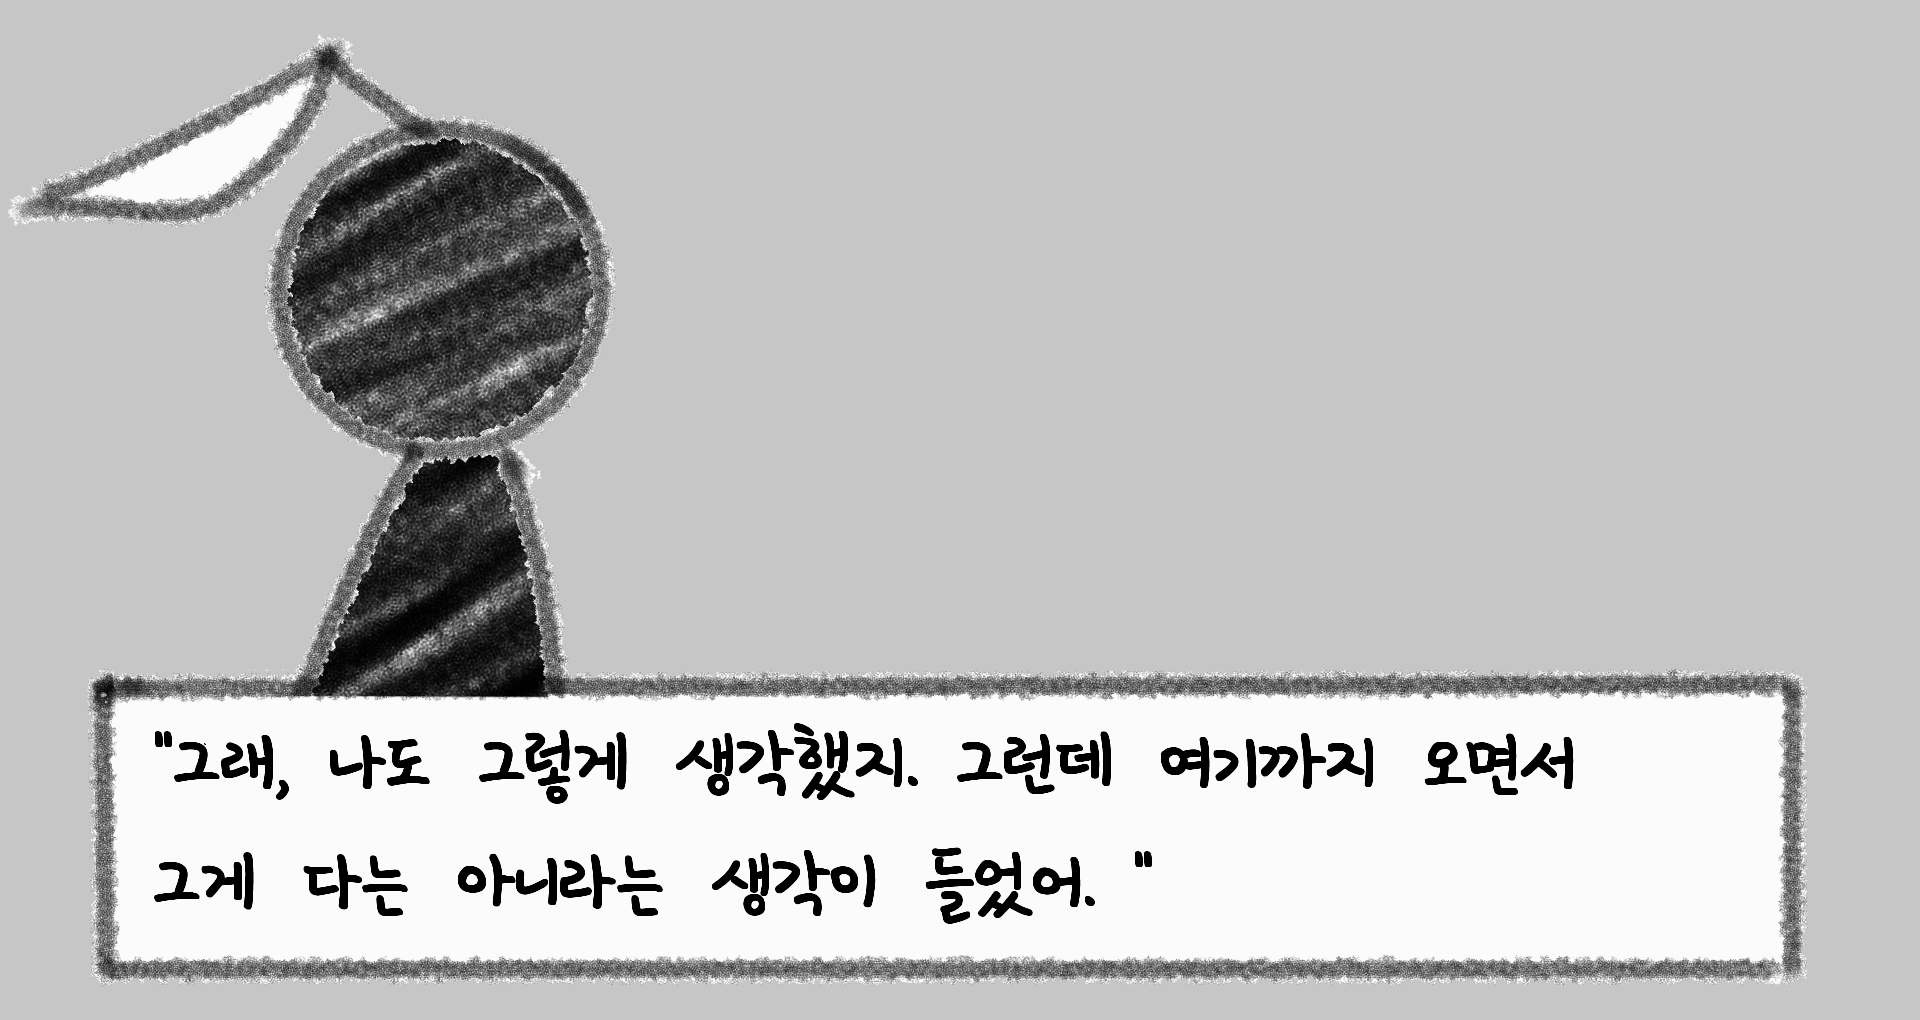 "그래, 나도 그렇게 생각했지. 그런데 여기까지 오면서
그게 다는 아니라는 생각이 들었어. "